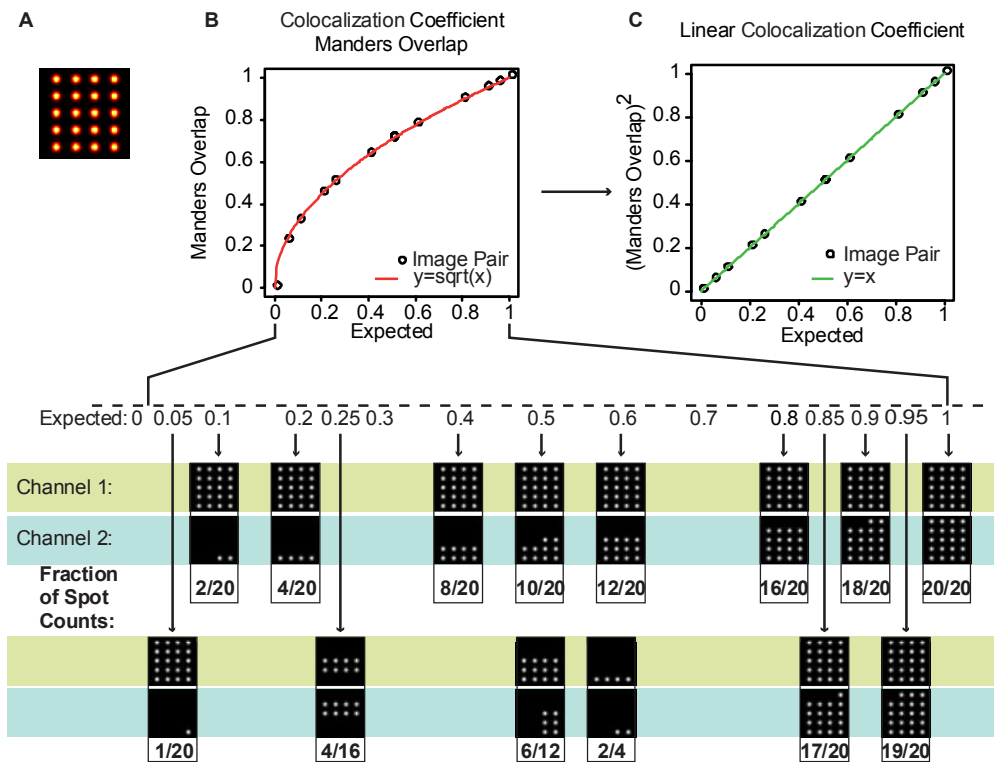 A
B
Colocalization Coefficient
Manders Overlap
C
Linear Colocalization Coefficient
Manders Overlap
1
0.8
0.6
0.4
0.2
0
Image Pair
y=sqrt(x)
0 0.2 0.4 0.6 0.8 1
Expected
(Manders Overlap)2
1
0.8
0.6
0.4
0.2
0
Image Pair
y=x
0 0.2 0.4 0.6 0.8 1
Expected
Expected: 0 0.05 0.1 0.2 0.25 0.3 0.4 0.5 0.6 0.7 0.8 0.85 0.9 0.95 1
Channel 1:
Channel 2:
Fraction
of Spot
Counts:
2/20 4/20 8/20 10/20 12/20 16/20 18/20 20/20
1/20 4/16 6/12 2/4 17/20 19/20